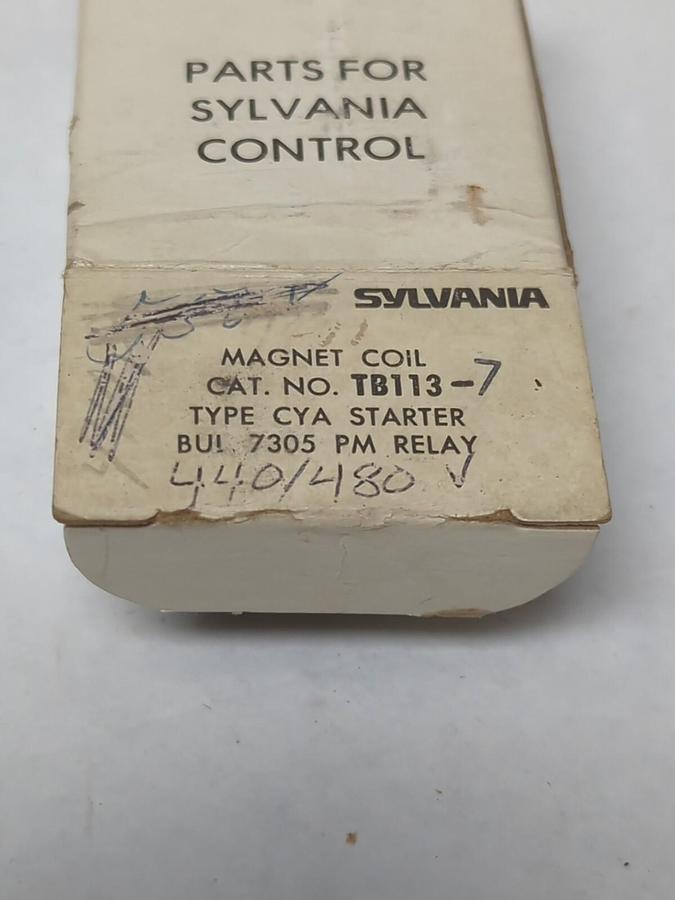 PARTS FOR
SYLVANIA
CONTROL
SYLVANIA
MAGNET COIL
CAT. NO. TB113-7
TYPE CYA STARTER
BUL 7305 PM RELAY
440/480 V